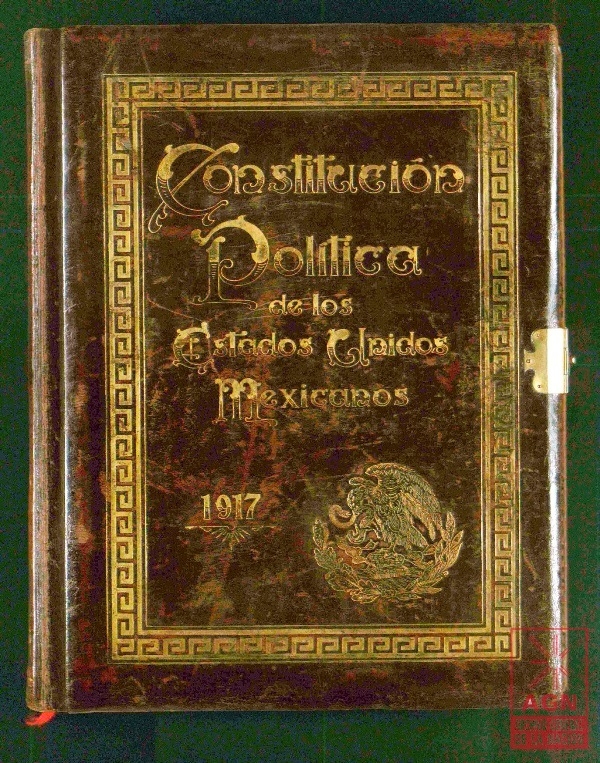 Constitución
Política
de los
Estados Unidos
Mexicanos
1917
AGN